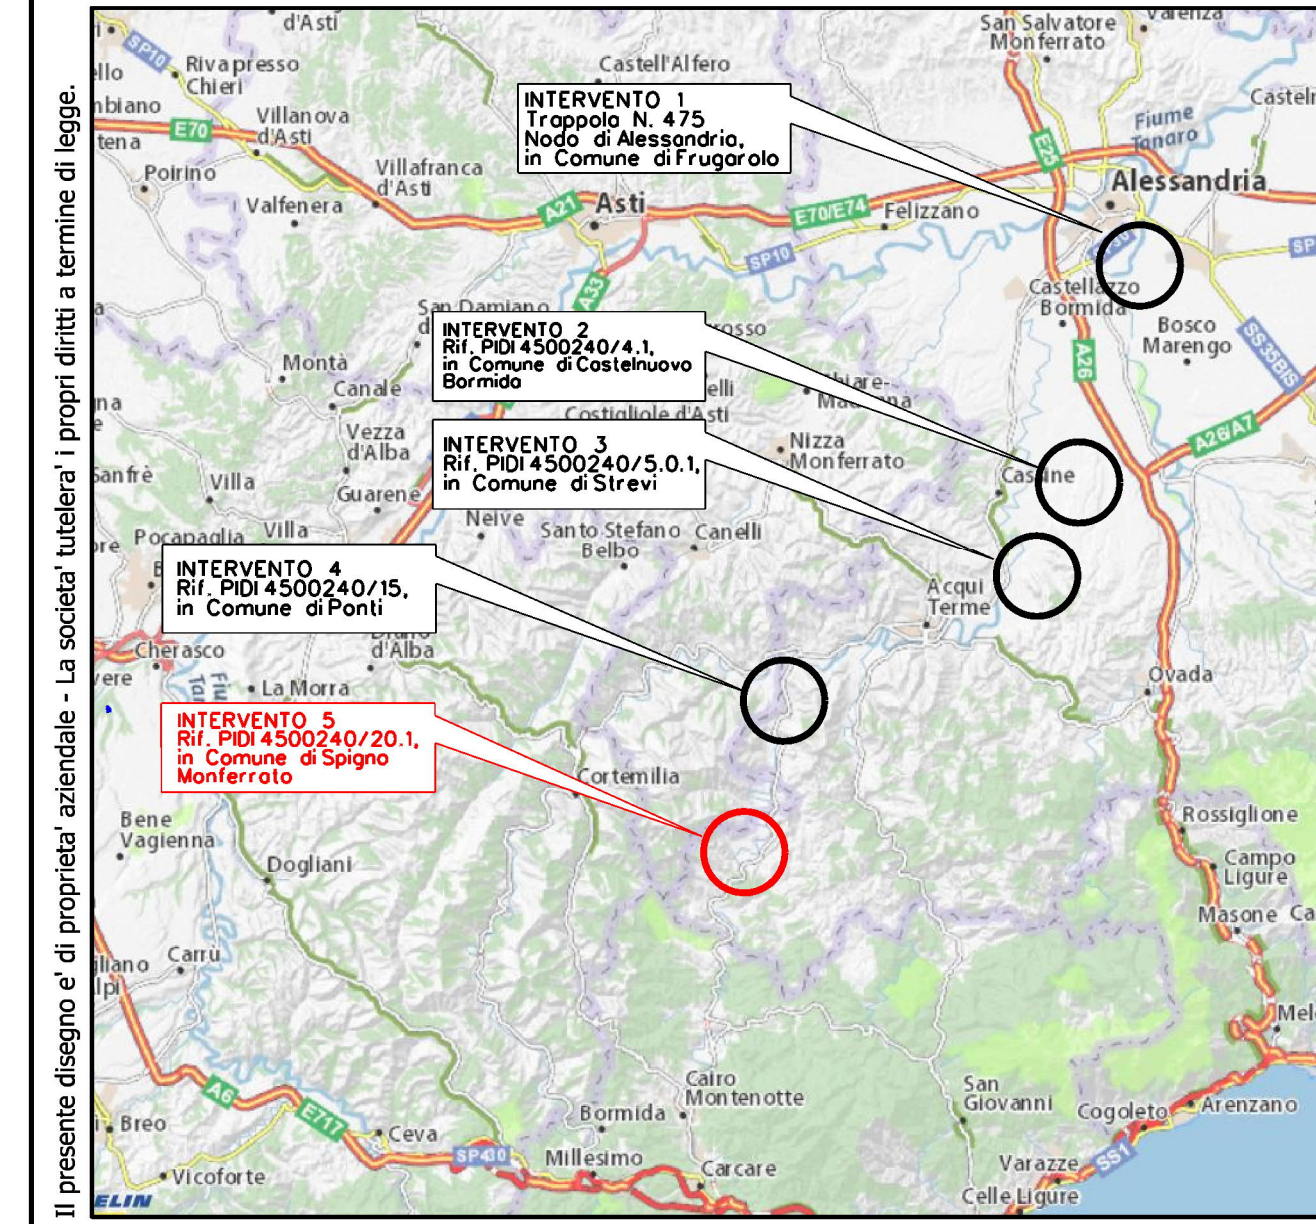 Il presente disegno e' di proprieta' aziendale - La societa' tutelera' i propri diritti a termine di legge.
d'Asti
San Salvatore
Monferrato
Valenza
SP10
Riva presso
Chieri
Castell'Alfero
INTERVENTO 1
Trappola N. 475
Nodo di Alessandria,
in Comune di Frugarolo
Fiume
Tanaro
E70
Villanova
d'Asti
E25
Poirino
Villafranca
d'Asti
Alessandria
Valfenera
A21
Asti
E70/E74
Felizzano
SP10
SP
A33
Castellazzo
Bormida
San Damiano
INTERVENTO 2
Rif. PIDI 4500240/4.1,
in Comune di Castelnuovo
Bormida
Bosco
Marengo
SS35BIS
A26
Montà
Canale
Costigliole d'Asti
A26/A7
Vezza
d'Alba
INTERVENTO 3
Rif. PIDI 4500240/5.0.1,
in Comune di Strevi
Nizza
Monferrato
Sanfrè
Villa
Guarene
Cassine
Neive
Santo Stefano
Belbo
Canelli
Pocapaglia
Villa
INTERVENTO 4
Rif. PIDI 4500240/15,
in Comune di Ponti
Acqui
Terme
Cherasco
d'Alba
La Morra
Ovada
INTERVENTO 5
Rif. PIDI 4500240/20.1,
in Comune di Spigno
Monferrato
Cortemilia
Bene
Vagienna
Rossiglione
Dogliani
Campo
Ligure
Masone
Carrù
Cairo
Montenotte
San
Giovanni
A6
E717
Bormida
Cogoleto
Arenzano
Breo
Ceva
SP430
Millesimo
Carcare
Varazze
SS1
Vicoforte
Celle Ligure
ELIN